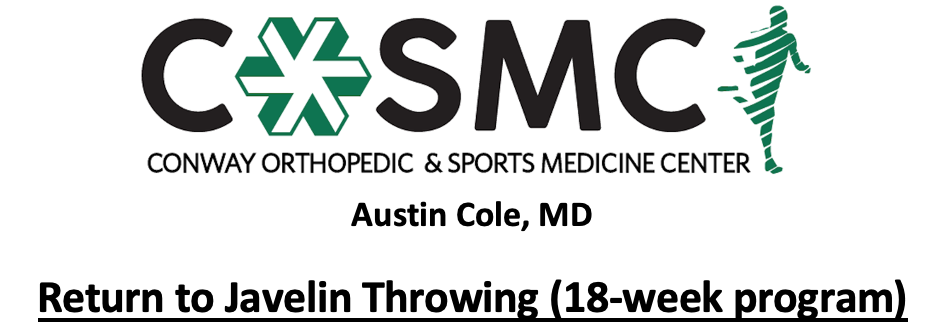 COSMC
CONWAY ORTHOPEDIC & SPORTS MEDICINE CENTER
Austin Cole, MD
Return to Javelin Throwing (18-week program)